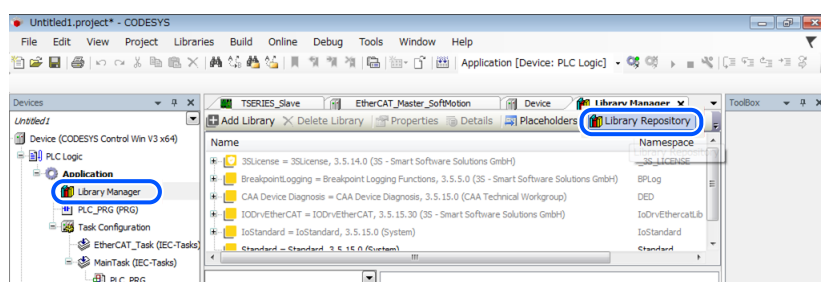 Untitled1.project* - CODESYS
File Edit View Project Libraries Build Online Debug Tools Window Help
Application [Device: PLC Logic]
Devices
TSERIES_Slave EtherCAT_Master_SoftMotion Device Library Manager ToolBox
Untitled1
Add Library Delete Library Properties Details Placeholders Library Repository
Device (CODESYS Control Win V3 x64)
Name Namespace
PLC Logic
3SLicense = 3SLicense, 3.5.14.0 (3S - Smart Software Solutions GmbH) _3S_LICENSE
Application
BreakpointLogging = Breakpoint Logging Functions, 3.5.5.0 (3S - Smart Software Solutions GmbH) BPLog
Library Manager
CAA Device Diagnosis = CAA Device Diagnosis, 3.5.15.0 (CAA Technical Workgroup) DED
PLC_PRG (PRG)
IODrvEtherCAT = IODrvEtherCAT, 3.5.15.30 (3S - Smart Software Solutions GmbH) IoDrvEthercatLib
Task Configuration
IoStandard = IoStandard, 3.5.15.0 (System) IoStandard
EtherCAT_Task (IEC-Tasks)
Standard = Standard, 3.5.15.0 (System) Standard
MainTask (IEC-Tasks)
PLC_PRG